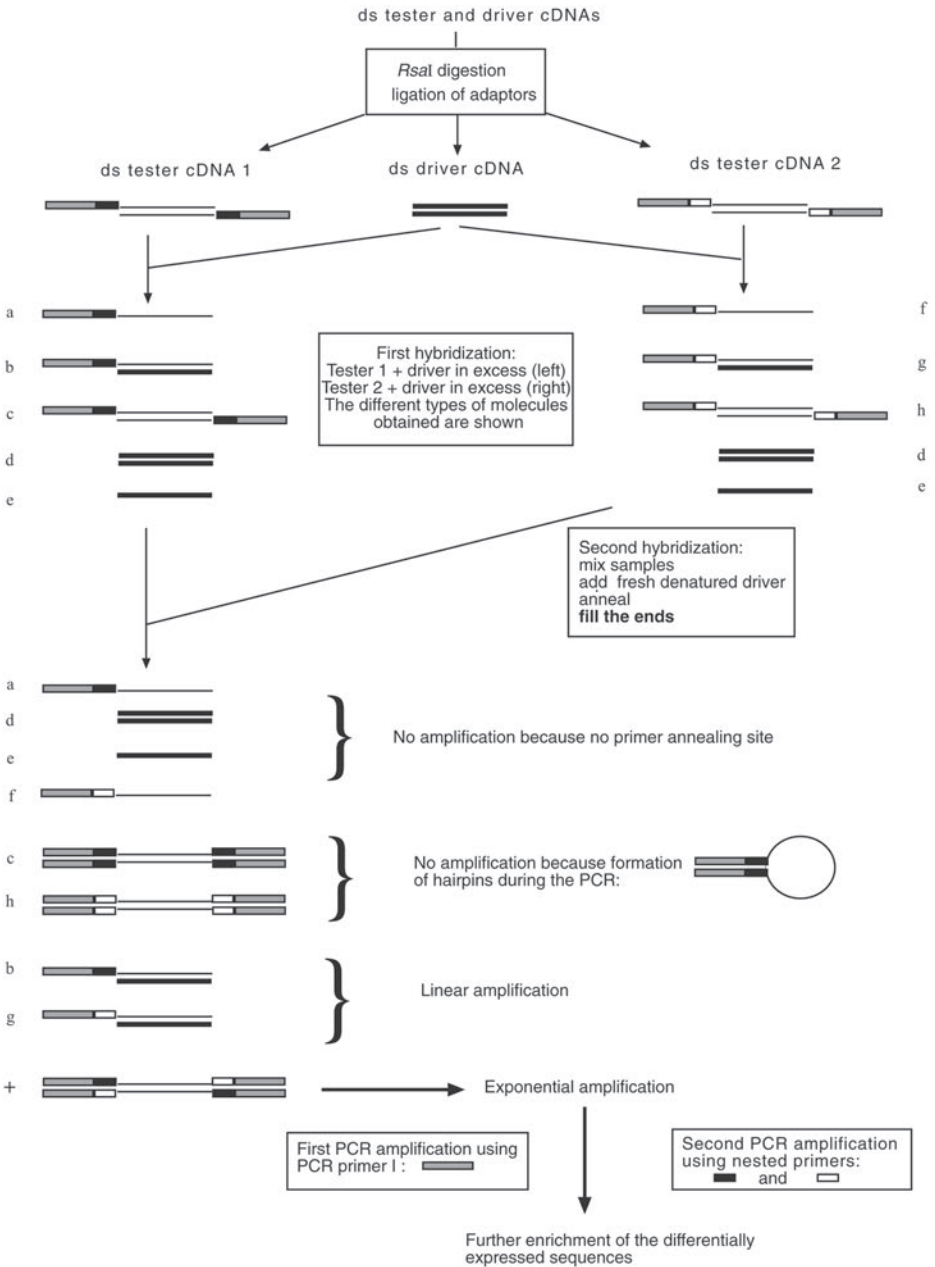 ds tester and driver cDNAs
RsaI digestion
ligation of adaptors
ds tester cDNA 1
ds driver cDNA
ds tester cDNA 2
a
b
c
d
e
First hybridization:
Tester 1 + driver in excess (left)
Tester 2 + driver in excess (right)
The different types of molecules
obtained are shown
f
g
h
d
e
Second hybridization:
mix samples
add fresh denatured driver
anneal
fill the ends
a
d
e
f
No amplification because no primer annealing site
c
h
No amplification because formation
of hairpins during the PCR:
b
g
Linear amplification
+
Exponential amplification
First PCR amplification using
PCR primer I :
Second PCR amplification
using nested primers:
and
Further enrichment of the differentially
expressed sequences